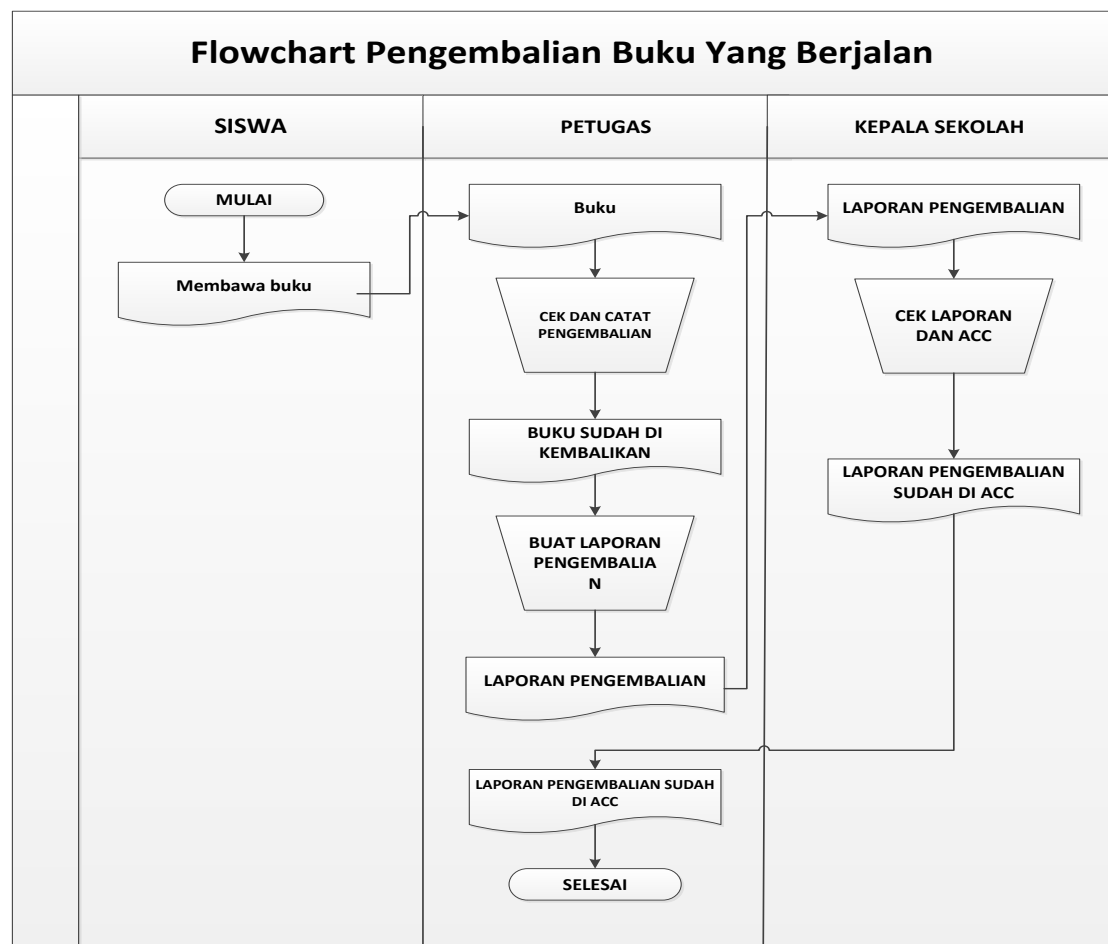 Flowchart Pengembalian Buku Yang Berjalan
SISWA
PETUGAS
KEPALA SEKOLAH
MULAI
Membawa buku
Buku
CEK DAN CATAT
PENGEMBALIAN
BUKU SUDAH DI
KEMBALIKAN
BUAT LAPORAN
PENGEMBALIA
N
LAPORAN PENGEMBALIAN
LAPORAN PENGEMBALIAN
CEK LAPORAN
DAN ACC
LAPORAN PENGEMBALIAN
SUDAH DI ACC
LAPORAN PENGEMBALIAN SUDAH
DI ACC
SELESAI